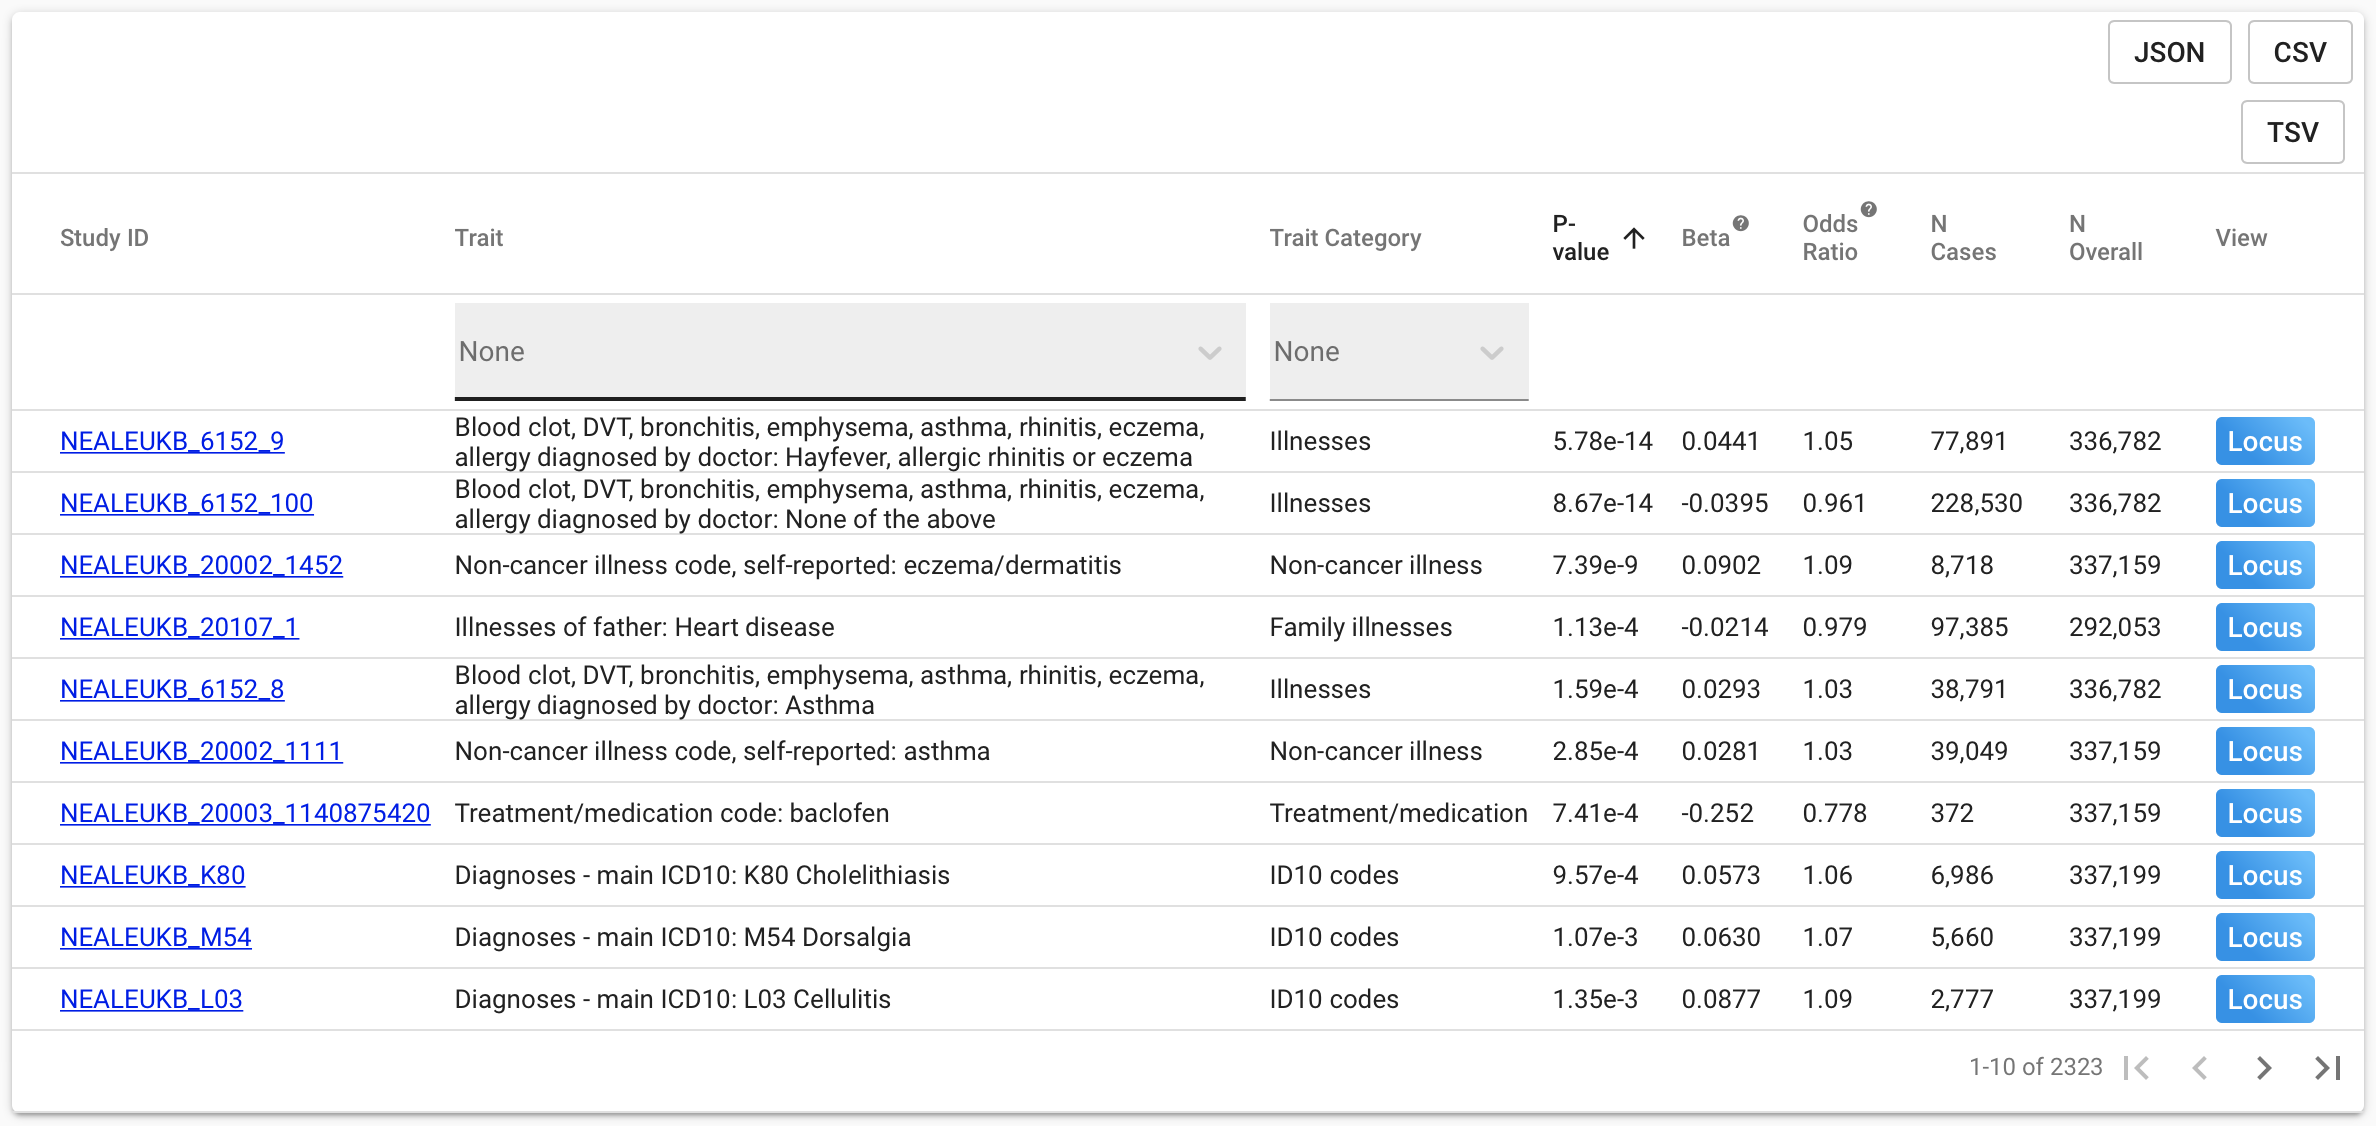 JSON CSV
TSV
Study ID Trait Trait Category P-value Beta ? Odds Ratio ? N Cases N Overall View
None None
NEALEUKB_6152_9 Blood clot, DVT, bronchitis, emphysema, asthma, rhinitis, eczema, allergy diagnosed by doctor: Hayfever, allergic rhinitis or eczema Illnesses 5.78e-14 0.0441 1.05 77,891 336,782 Locus
NEALEUKB_6152_100 Blood clot, DVT, bronchitis, emphysema, asthma, rhinitis, eczema, allergy diagnosed by doctor: None of the above Illnesses 8.67e-14 -0.0395 0.961 228,530 336,782 Locus
NEALEUKB_20002_1452 Non-cancer illness code, self-reported: eczema/dermatitis Non-cancer illness 7.39e-9 0.0902 1.09 8,718 337,159 Locus
NEALEUKB_20107_1 Illnesses of father: Heart disease Family illnesses 1.13e-4 -0.0214 0.979 97,385 292,053 Locus
NEALEUKB_6152_8 Blood clot, DVT, bronchitis, emphysema, asthma, rhinitis, eczema, allergy diagnosed by doctor: Asthma Illnesses 1.59e-4 0.0293 1.03 38,791 336,782 Locus
NEALEUKB_20002_1111 Non-cancer illness code, self-reported: asthma Non-cancer illness 2.85e-4 0.0281 1.03 39,049 337,159 Locus
NEALEUKB_20003_1140875420 Treatment/medication code: baclofen Treatment/medication 7.41e-4 -0.252 0.778 372 337,159 Locus
NEALEUKB_K80 Diagnoses - main ICD10: K80 Cholelithiasis ID10 codes 9.57e-4 0.0573 1.06 6,986 337,199 Locus
NEALEUKB_M54 Diagnoses - main ICD10: M54 Dorsalgia ID10 codes 1.07e-3 0.0630 1.07 5,660 337,199 Locus
NEALEUKB_L03 Diagnoses - main ICD10: L03 Cellulitis ID10 codes 1.35e-3 0.0877 1.09 2,777 337,199 Locus
1-10 of 2323